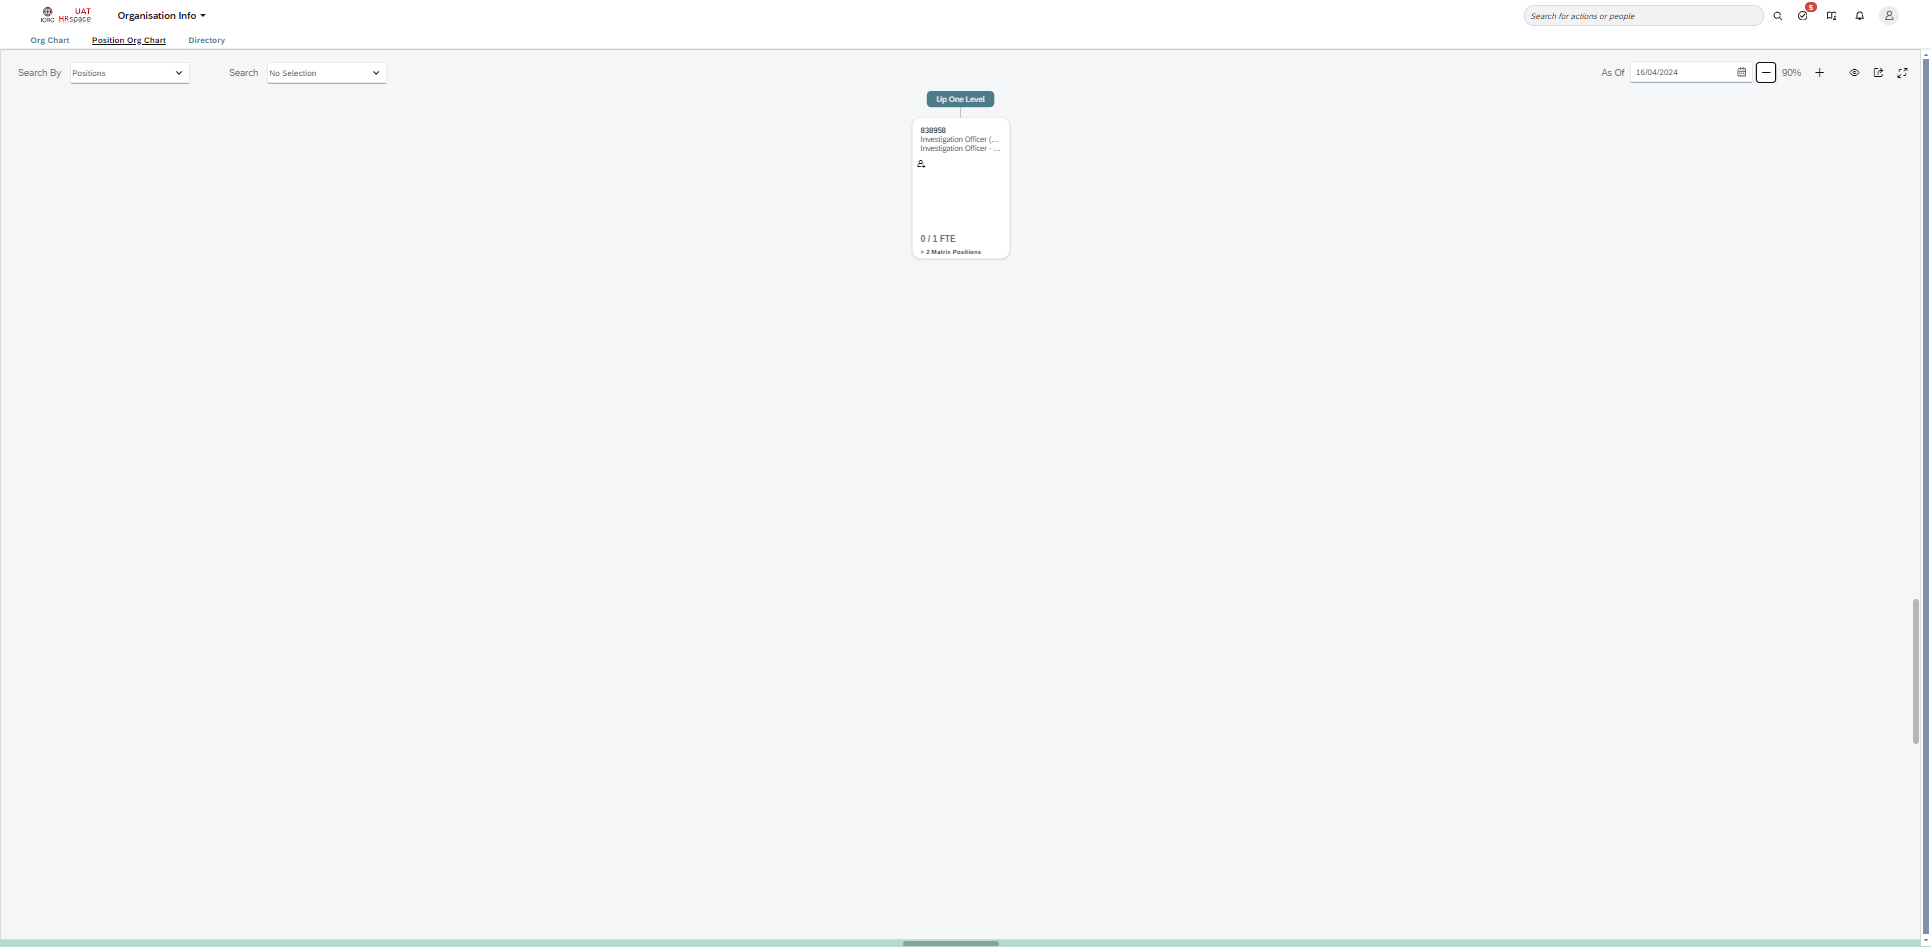 ICRC
UAT
HRspace
Organisation Info
Search for actions or people
5
Org Chart
Position Org Chart
Directory
Search By
Positions
Search
No Selection
As Of
16/04/2024
90%
Up One Level
838958
Investigation Officer (...
Investigation Officer - ...
0 / 1 FTE
+ 2 Matrix Positions